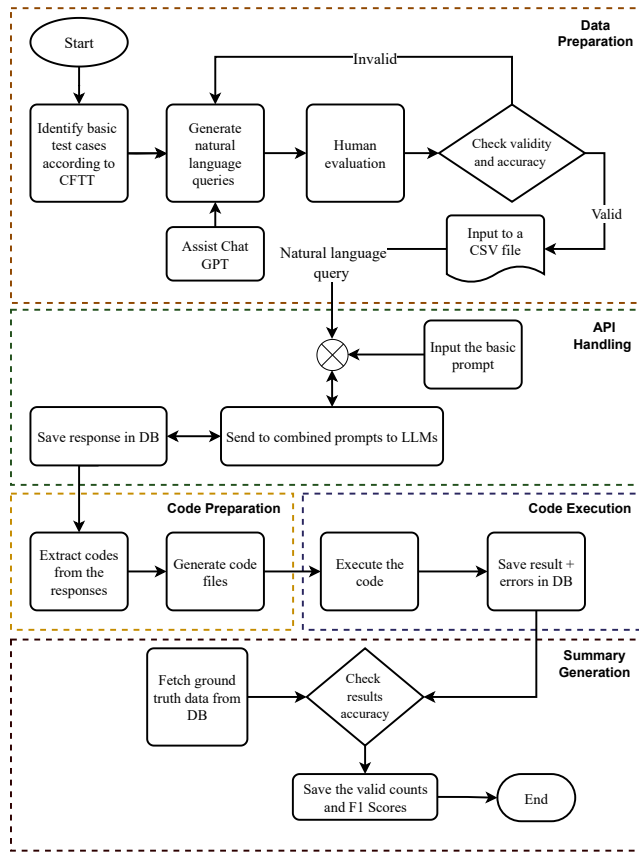 Data
Preparation
Start
Invalid
Identify basic
test cases
according to
CFTT
Generate
natural
language
queries
Human
evaluation
Check validity
and accuracy
Valid
Assist Chat
GPT
Input to a
CSV file
Natural language
query
API
Handling
Input the basic
prompt
Save response in DB
Send to combined prompts to LLMs
Code Preparation
Code Execution
Extract codes
from the
responses
Generate code
files
Execute the
code
Save result +
errors in DB
Summary
Generation
Fetch ground
truth data from
DB
Check
results
accuracy
Save the valid counts
and F1 Scores
End